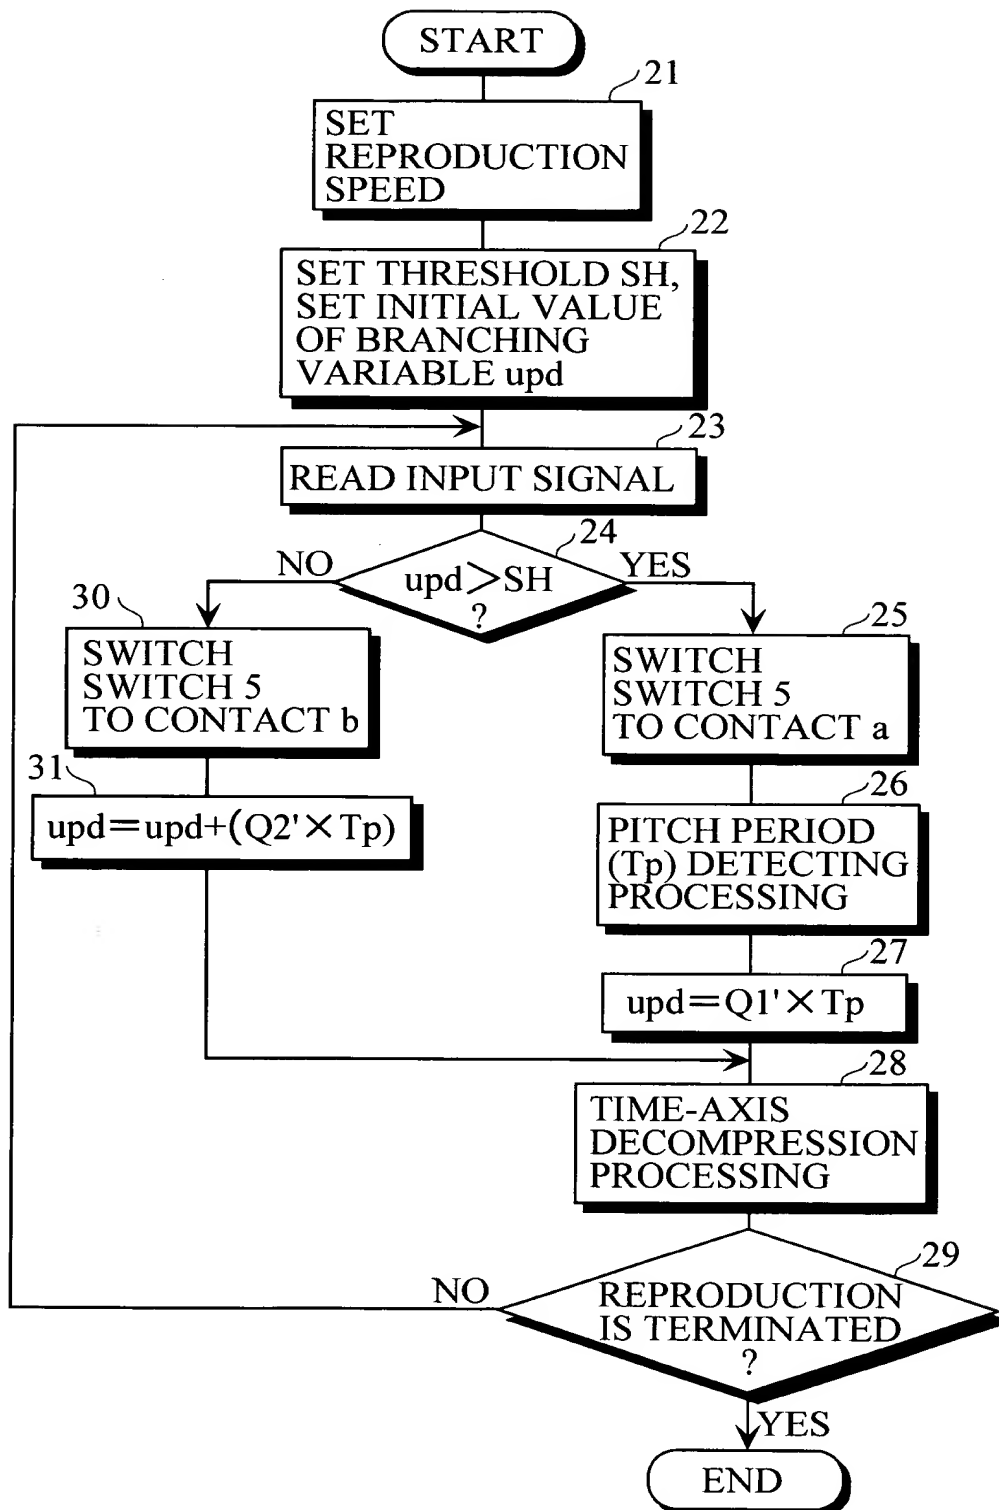 START
21
SET
REPRODUCTION
SPEED
22
SET THRESHOLD SH,
SET INITIAL VALUE
OF BRANCHING
VARIABLE upd
23
READ INPUT SIGNAL
24
NO
YES
upd>SH
?
30
SWITCH
SWITCH 5
TO CONTACT b
25
SWITCH
SWITCH 5
TO CONTACT a
31
upd=upd+(Q2'×Tp)
26
PITCH PERIOD
(Tp) DETECTING
PROCESSING
27
upd=Q1'×Tp
28
TIME-AXIS
DECOMPRESSION
PROCESSING
29
NO
REPRODUCTION
IS TERMINATED
?
YES
END